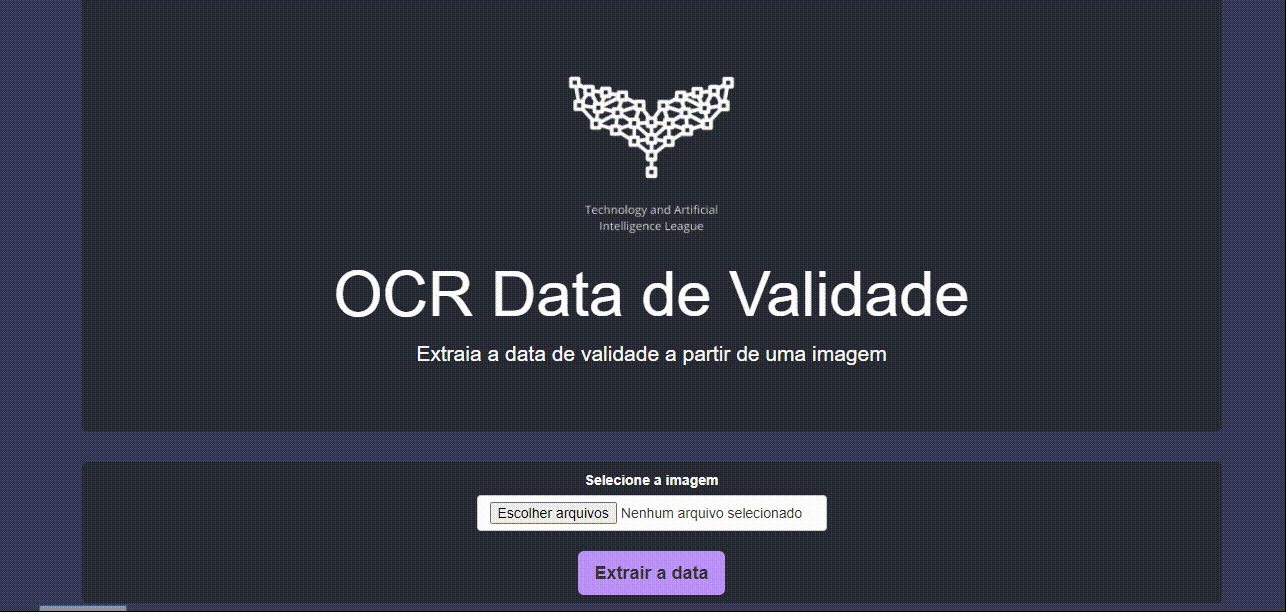 Technology and Artificial
Intelligence League
OCR Data de Validade
Extraia a data de validade a partir de uma imagem
Selecione a imagem
Escolher arquivos Nenhum arquivo selecionado
Extrair a data